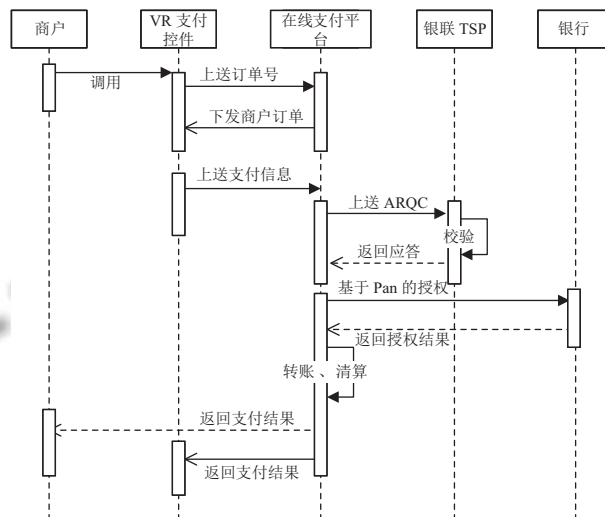 商户
VR 支付
控件
在线支付平
台
银联 TSP
银行
调用
上送订单号
下发商户订单
上送支付信息
上送 ARQC
校验
返回应答
基于 Pan 的授权
返回授权结果
转账 、清算
返回支付结果
返回支付结果